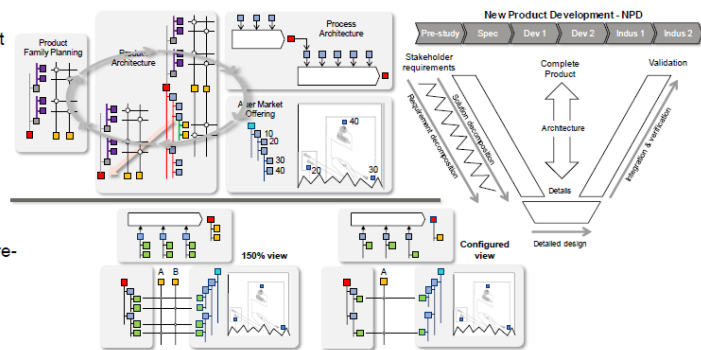 t
Product
Family Planning
Product
Architecture
Process
Architecture
After Market
Offering
10
20
30
40
40
20
30
New Product Development - NPD
Pre-study
Spec
Dev 1
Dev 2
Indus 1
Indus 2
Stakeholder
requirements
Complete
Product
Validation
Requirement decomposition
Solution decomposition
Architecture
Integration & verification
Details
Detailed design
re-
150% view
A
B
Configured
view
A